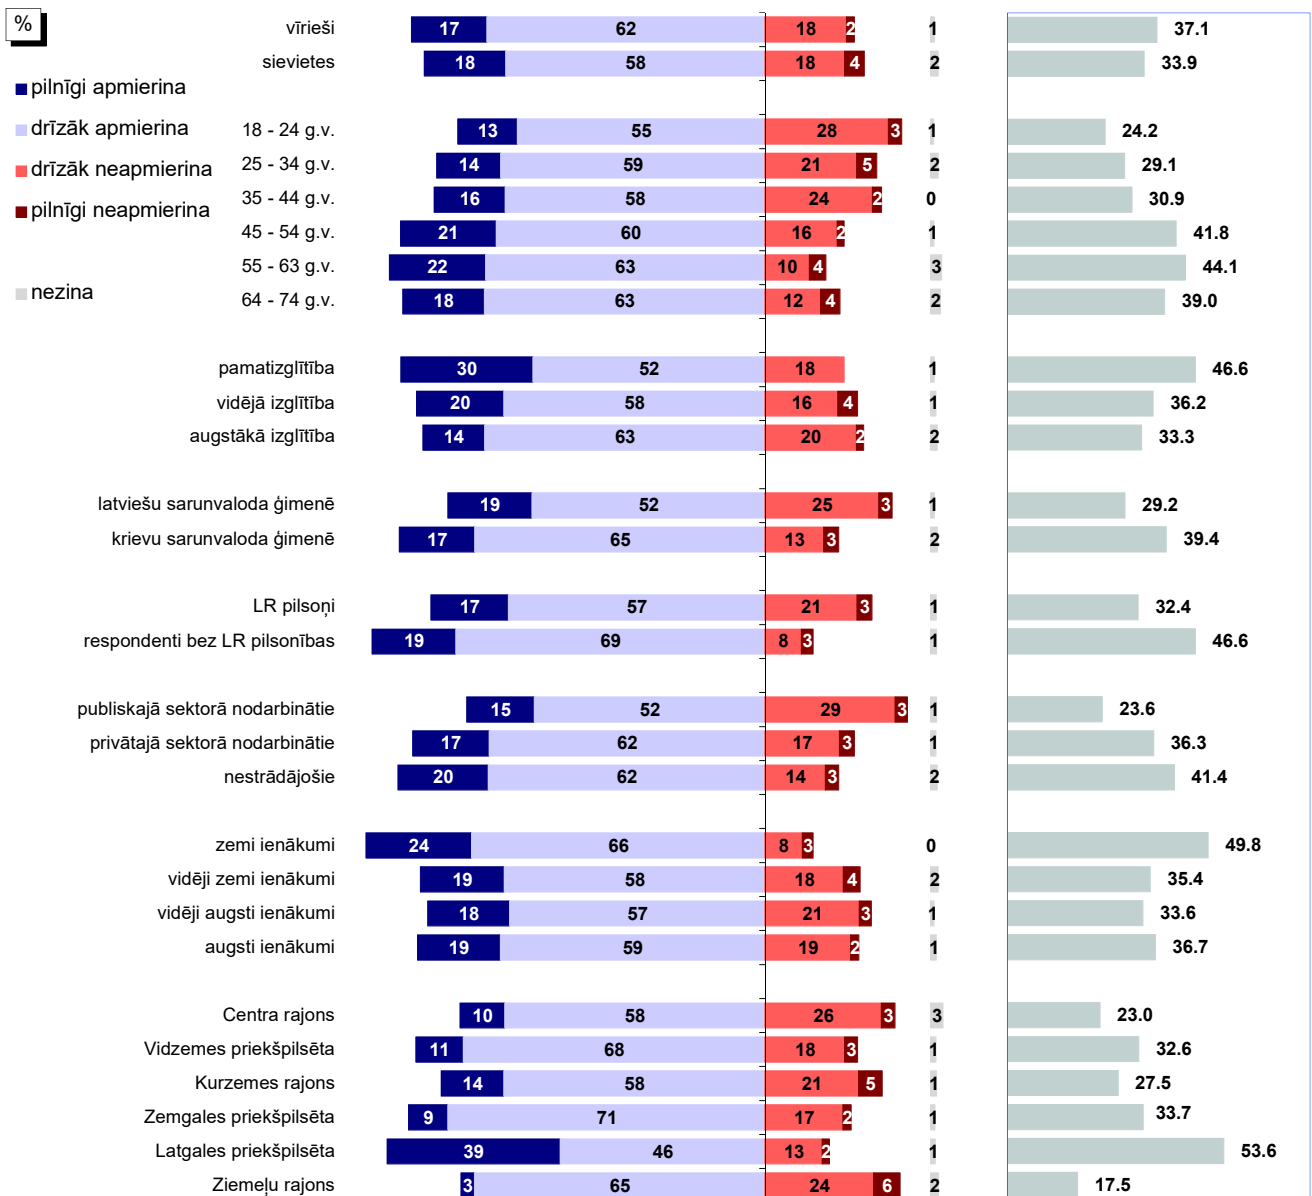 %
pilnīgi apmierina
drīzāk apmierina
drīzāk neapmierina
pilnīgi neapmierina
nezina
vīrieši 17 62 18 2 1 37.1
sievietes 18 58 18 4 2 33.9
18 - 24 g.v. 13 55 28 3 1 24.2
25 - 34 g.v. 14 59 21 5 2 29.1
35 - 44 g.v. 16 58 24 2 0 30.9
45 - 54 g.v. 21 60 16 2 1 41.8
55 - 63 g.v. 22 63 10 4 3 44.1
64 - 74 g.v. 18 63 12 4 2 39.0
pamatizglītība 30 52 18 1 46.6
vidējā izglītība 20 58 16 4 1 36.2
augstākā izglītība 14 63 20 2 2 33.3
latviešu sarunvaloda ģimenē 19 52 25 3 1 29.2
krievu sarunvaloda ģimenē 17 65 13 3 2 39.4
LR pilsoņi 17 57 21 3 1 32.4
respondenti bez LR pilsonības 19 69 8 3 1 46.6
publiskajā sektorā nodarbinātie 15 52 29 3 1 23.6
privātajā sektorā nodarbinātie 17 62 17 3 1 36.3
nestrādājošie 20 62 14 3 2 41.4
zemi ienākumi 24 66 8 3 0 49.8
vidēji zemi ienākumi 19 58 18 4 2 35.4
vidēji augsti ienākumi 18 57 21 3 1 33.6
augsti ienākumi 19 59 19 2 1 36.7
Centra rajons 10 58 26 3 3 23.0
Vidzemes priekšpilsēta 11 68 18 3 1 32.6
Kurzemes rajons 14 58 21 5 1 27.5
Zemgales priekšpilsēta 9 71 17 2 1 33.7
Latgales priekšpilsēta 39 46 13 2 1 53.6
Ziemeļu rajons 3 65 24 6 2 17.5